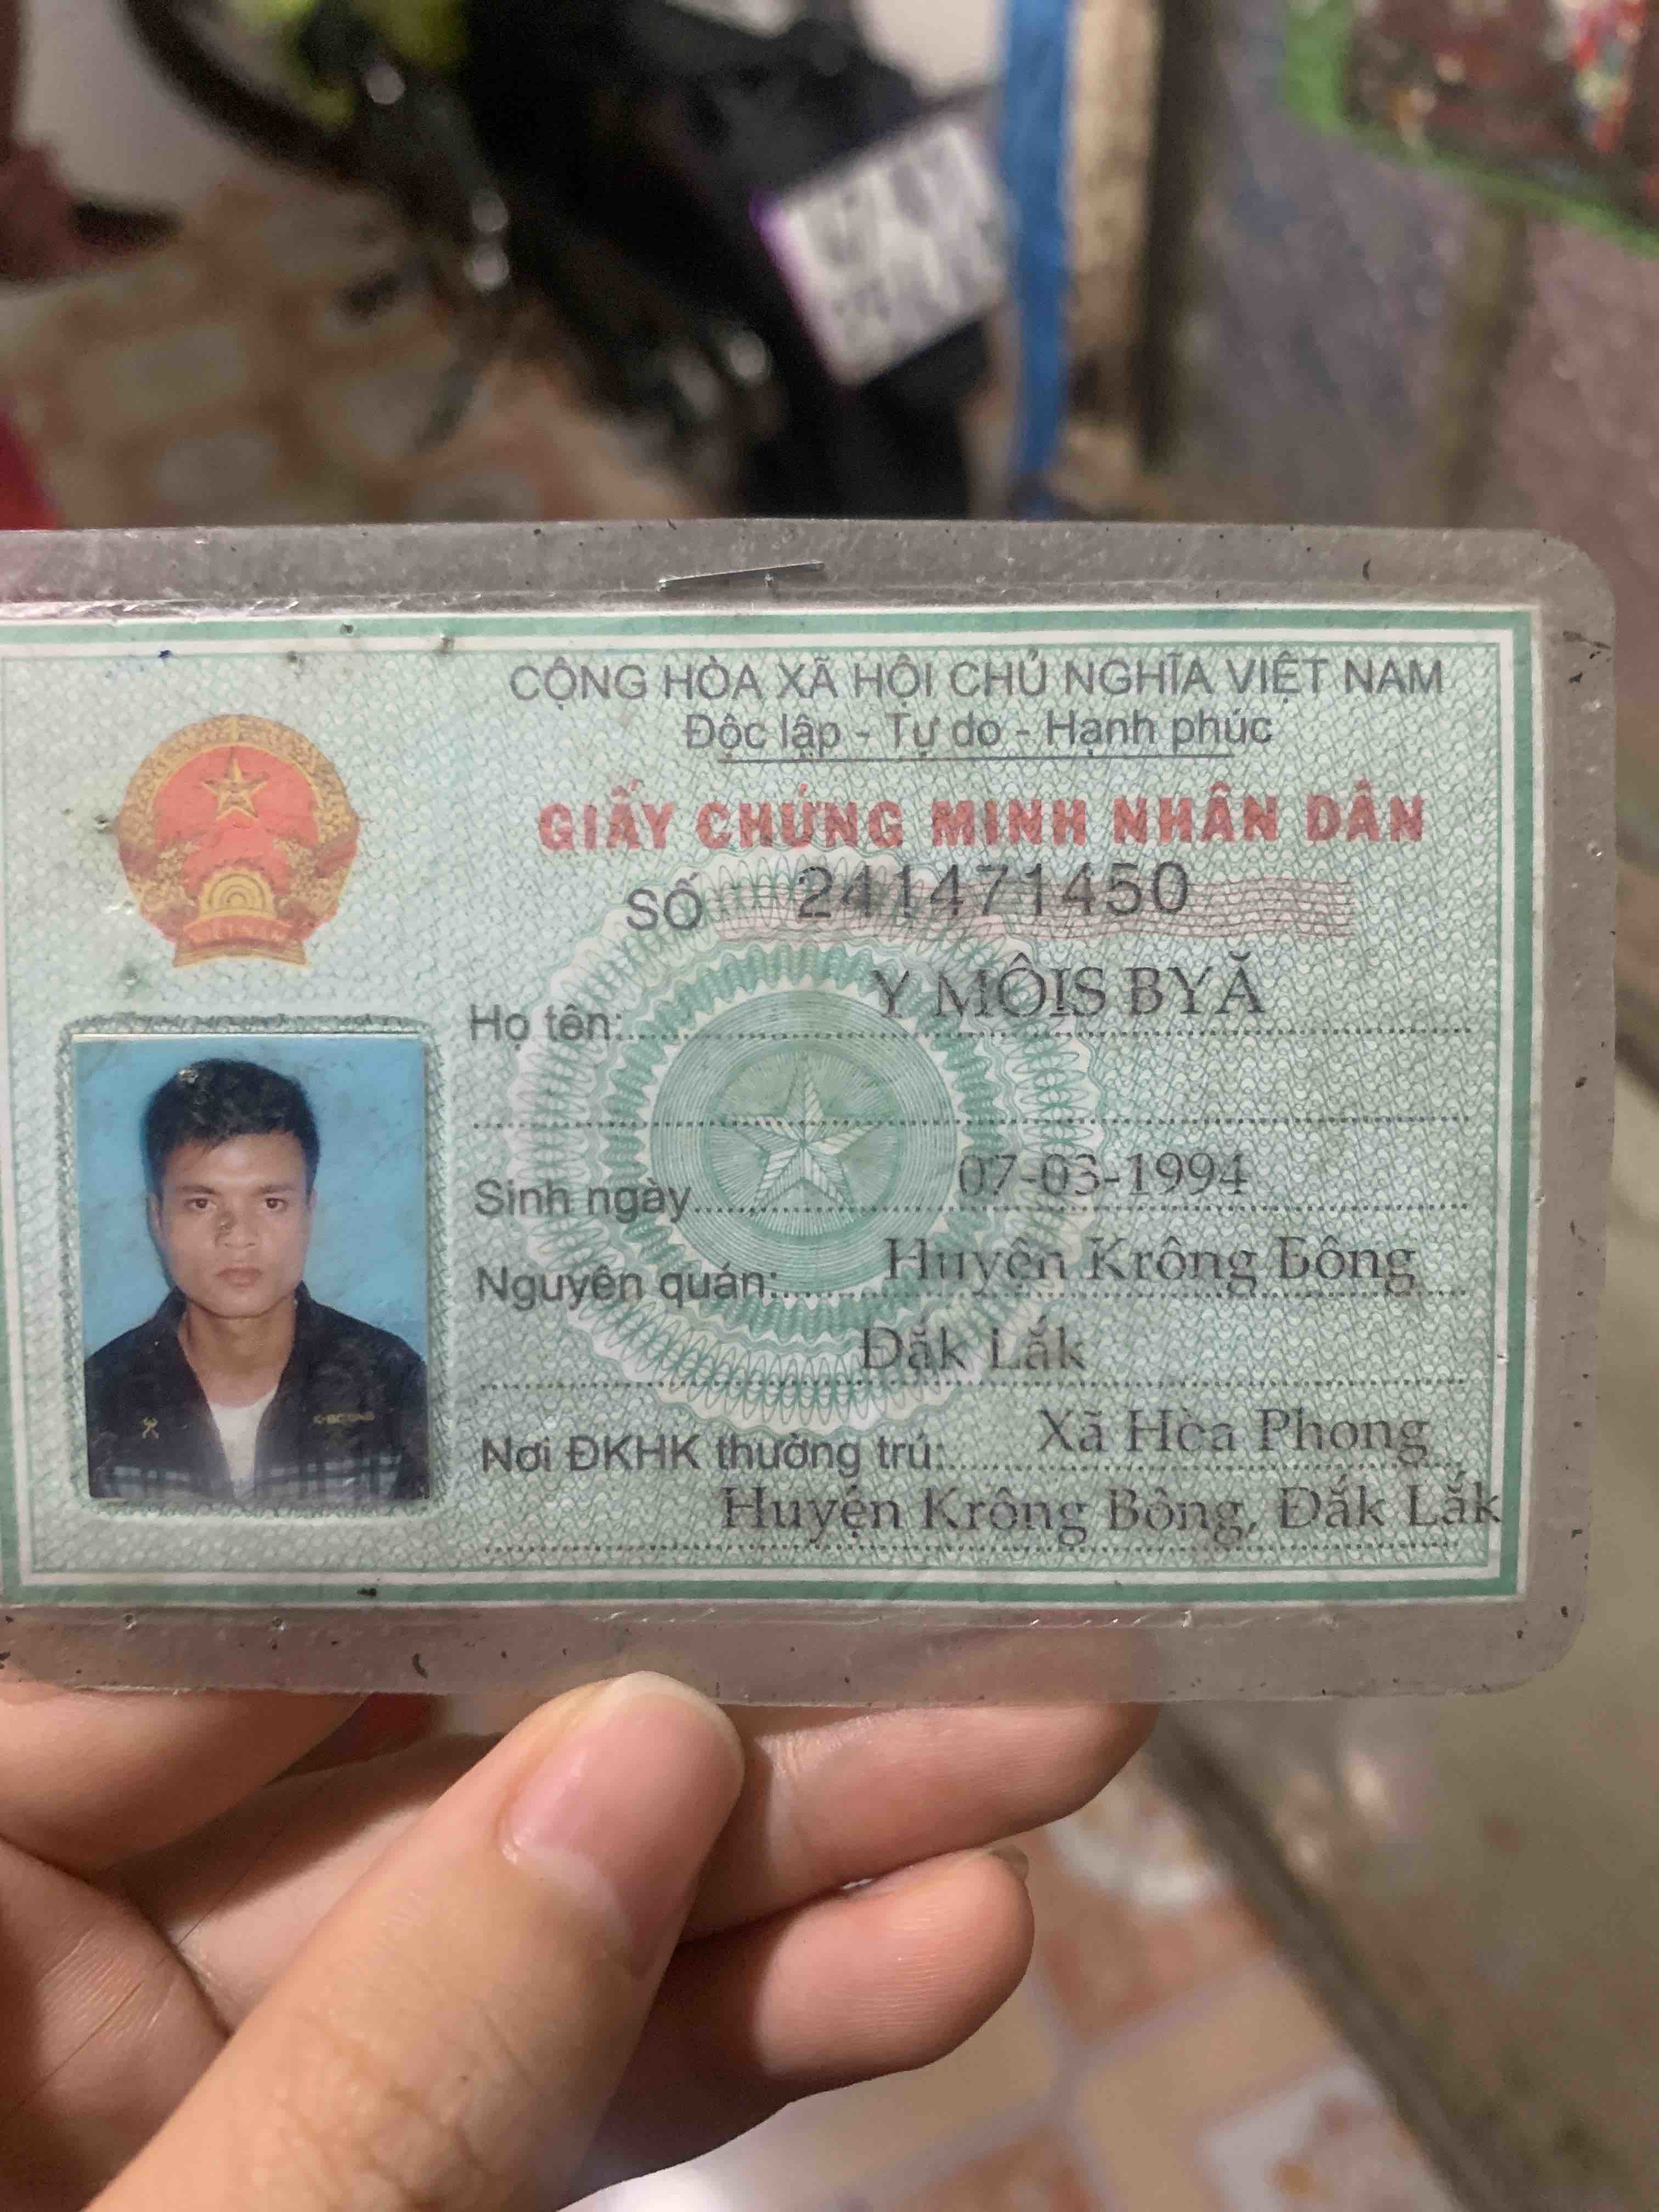 CỘNG HÒA XÃ HỘI CHỦ NGHĨA VIỆT NAM
Độc lập - Tự do - Hạnh phúc
GIẤY CHỨNG MINH NHÂN DÂN
SỐ 241471450
Họ tên: Y MÔIS BYĂ
Sinh ngày 07-03-1994
Nguyên quán: Huyện Krông Bông
Đắk Lắk
Nơi ĐKHK thường trú: Xã Hòa Phong
Huyện Krông Bông, Đắk Lắk